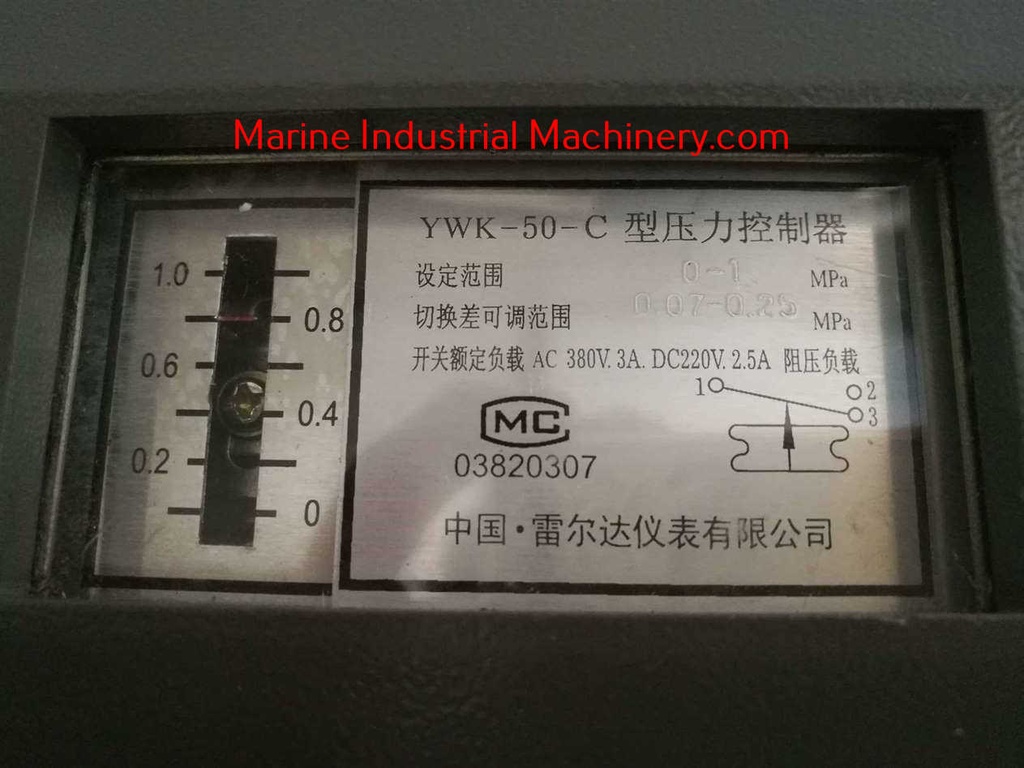 Marine Industrial Machinery.com
YWK-50-C 型压力控制器
设定范围 0-1 MPa
切换差可调范围 0.07-0.25 MPa
开关额定负载 AC 380V.3A. DC220V.2.5A 阻压负载
1 2
3
MC
03820307
中国·雷尔达仪表有限公司
1.0
0.8
0.6
0.4
0.2
0